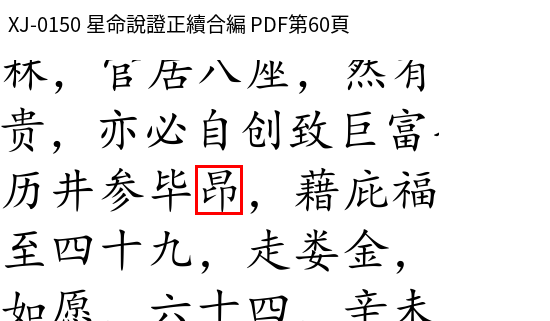 XJ-0150 星命說證正續合編 PDF第60頁
林，官居八座，然有
贵，亦必自创致巨富
历井参毕昂，藉庇福
至四十九，走娄金，
如愿，六十四，辛未